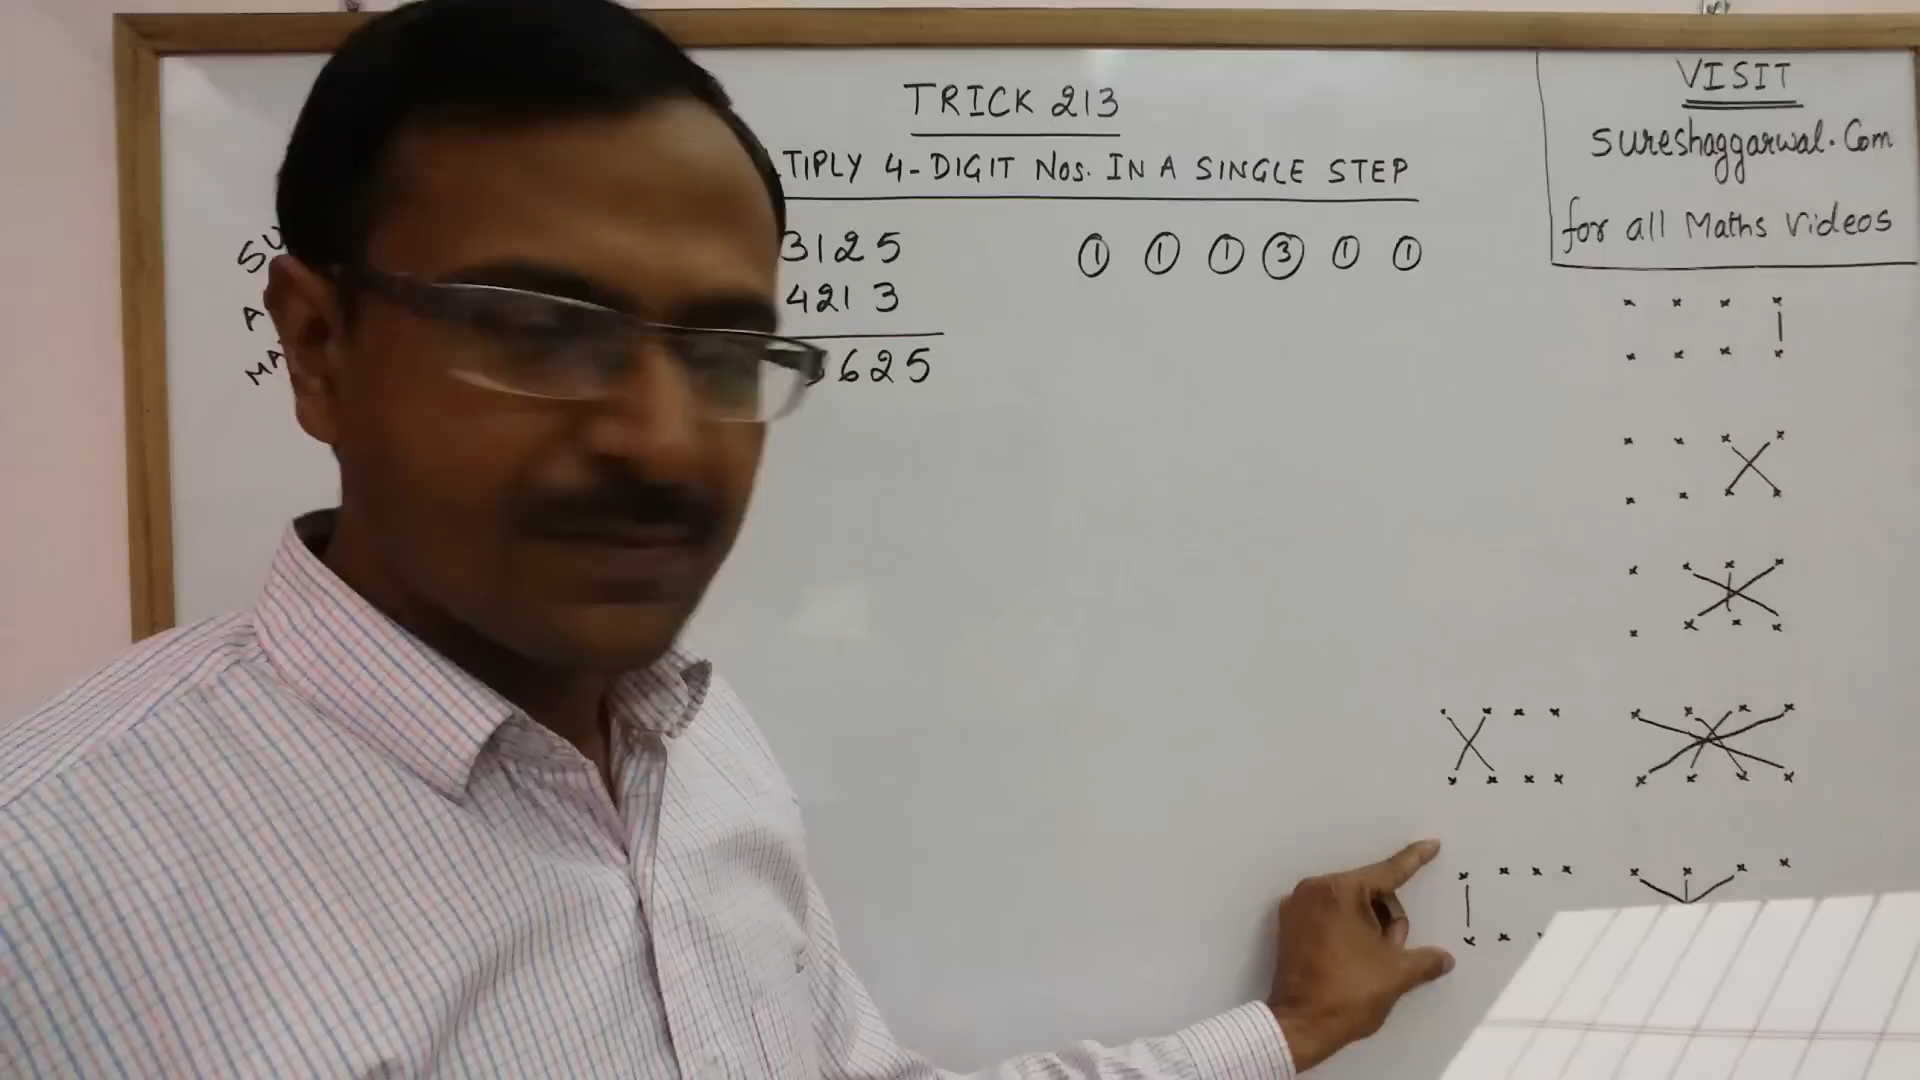 TRICK 213
TIPLY 4-DIGIT Nos. IN A SINGLE STEP
3125
4213
625
1 1 1 3 1 1
VISIT
sureshaggarwal.Com
for all Maths Videos